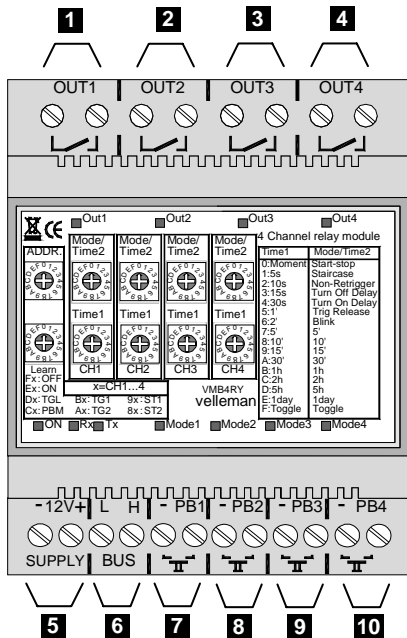 1 2 3 4
OUT1 OUT2 OUT3 OUT4
Out1 Out2 Out3 Out4
CE
4 Channel relay module
ADDR.
Mode/ Mode/ Mode/ Mode/
Time2 Time2 Time2 Time2
Time1 Time1 Time1 Time1
CH1 CH2 CH3 CH4
Time1 Mode/Time2
0:Moment Start-stop
1:5s Staircase
2:10s Non-Retrigger
3:15s Turn Off Delay
4:30s Turn On Delay
5:1' Trig Release
6:2' Blink
7:5' 5'
8:10' 10'
9:15' 15'
A:30' 30'
B:1h 1h
C:2h 2h
D:5h 5h
E:1day 1day
F:Toggle Toggle
Learn
Fx:OFF
Ex:ON
Dx:TGL
Cx:PBM
x=CH1...4
Bx:TG1 9x:ST1
Ax:TG2 8x:ST2
VMB4RY
velleman
ON Rx Tx Mode1 Mode2 Mode3 Mode4
- 12V+ L H - PB1 - PB2 - PB3 - PB4
SUPPLY BUS
5 6 7 8 9 10